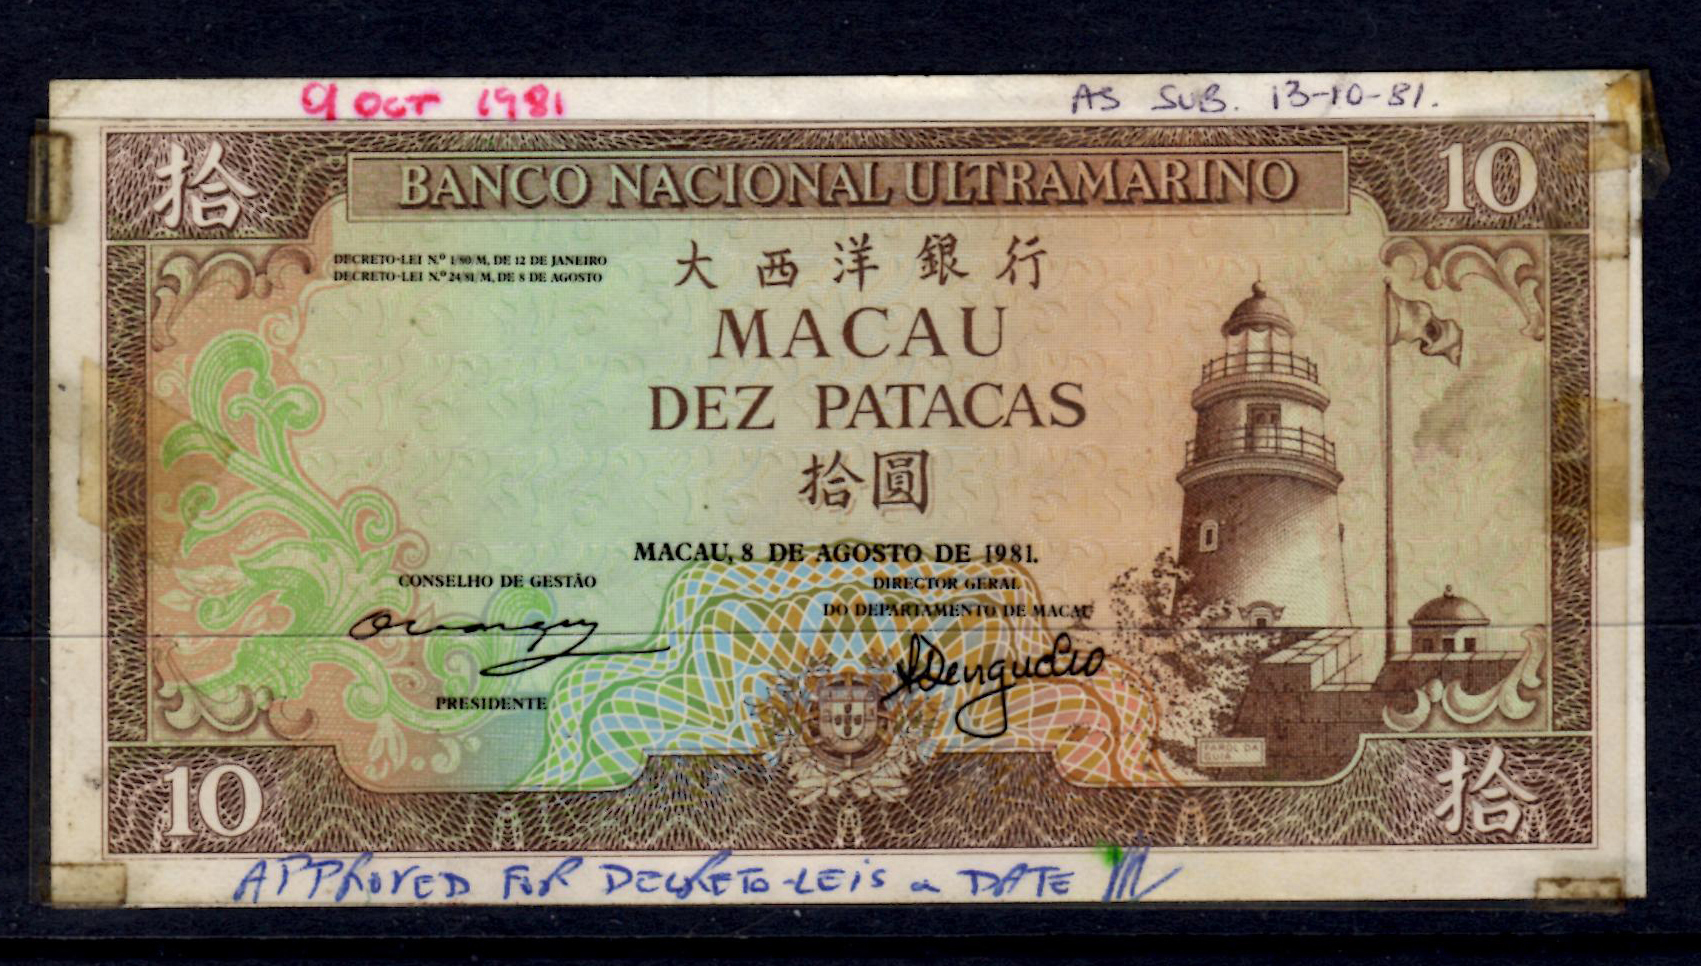 9 OCT 1981
AS SUB. 13-10-81.
拾
BANCO NACIONAL ULTRAMARINO
10
DECRETO-LEI N.º 1/80/M, DE 12 DE JANEIRO
DECRETO-LEI N.º 24/81/M, DE 8 DE AGOSTO
大西洋銀行
MACAU
DEZ PATACAS
拾圓
MACAU, 8 DE AGOSTO DE 1981.
CONSELHO DE GESTÃO
DIRECTOR GERAL
DO DEPARTAMENTO DE MACAU
PRESIDENTE
FAROL DA
GUIA
10
拾
APPROVED FOR DECRETO-LEIS & DATE